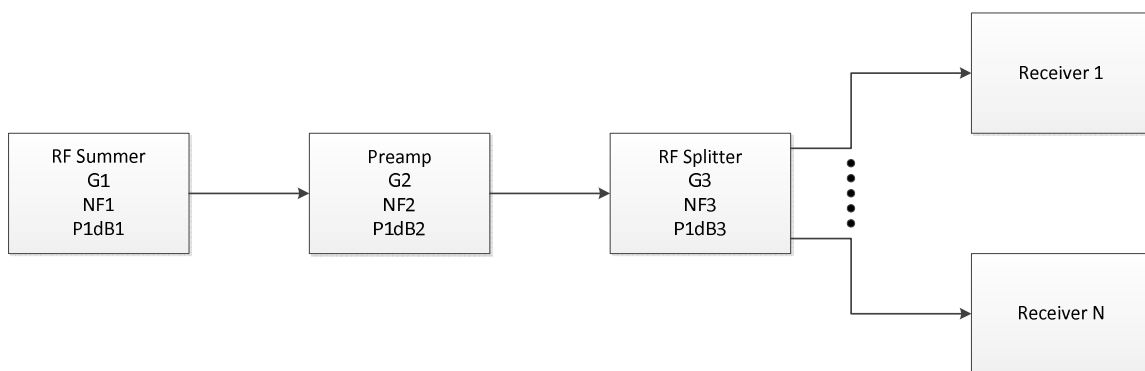 RF Summer
G1
NF1
P1dB1
Preamp
G2
NF2
P1dB2
RF Splitter
G3
NF3
P1dB3
Receiver 1
Receiver N